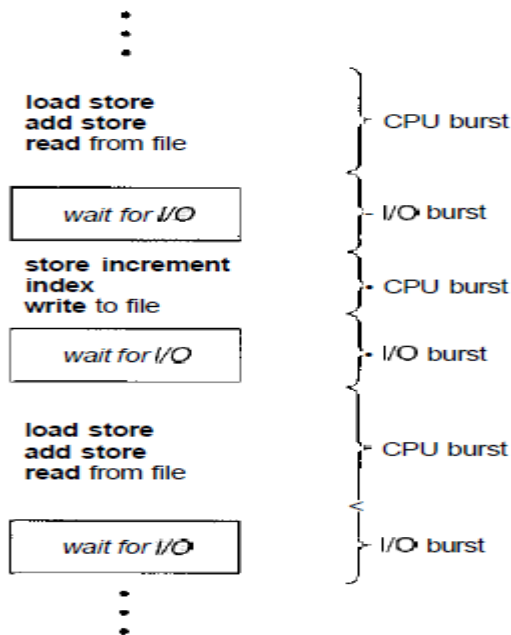 load store
add store
read from file
CPU burst
wait for I/O
I/O burst
store increment
index
write to file
CPU burst
wait for I/O
I/O burst
load store
add store
read from file
CPU burst
wait for I/O
I/O burst